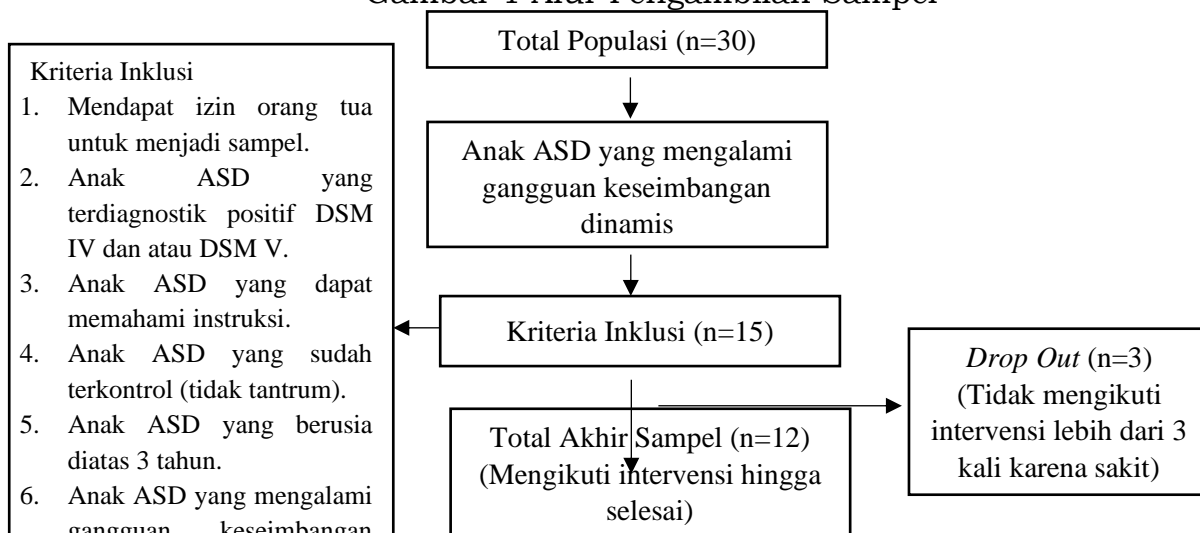 Gambar 1 Alur Pengambilan Sampel
Total Populasi (n=30)
Kriteria Inklusi
1. Mendapat izin orang tua
untuk menjadi sampel.
2. Anak ASD yang
terdiagnostik positif DSM
IV dan atau DSM V.
3. Anak ASD yang dapat
memahami instruksi.
4. Anak ASD yang sudah
terkontrol (tidak tantrum).
5. Anak ASD yang berusia
diatas 3 tahun.
6. Anak ASD yang mengalami
gangguan keseimbangan
Anak ASD yang mengalami
gangguan keseimbangan
dinamis
Kriteria Inklusi (n=15)
Drop Out (n=3)
(Tidak mengikuti
intervensi lebih dari 3
kali karena sakit)
Total Akhir Sampel (n=12)
(Mengikuti intervensi hingga
selesai)